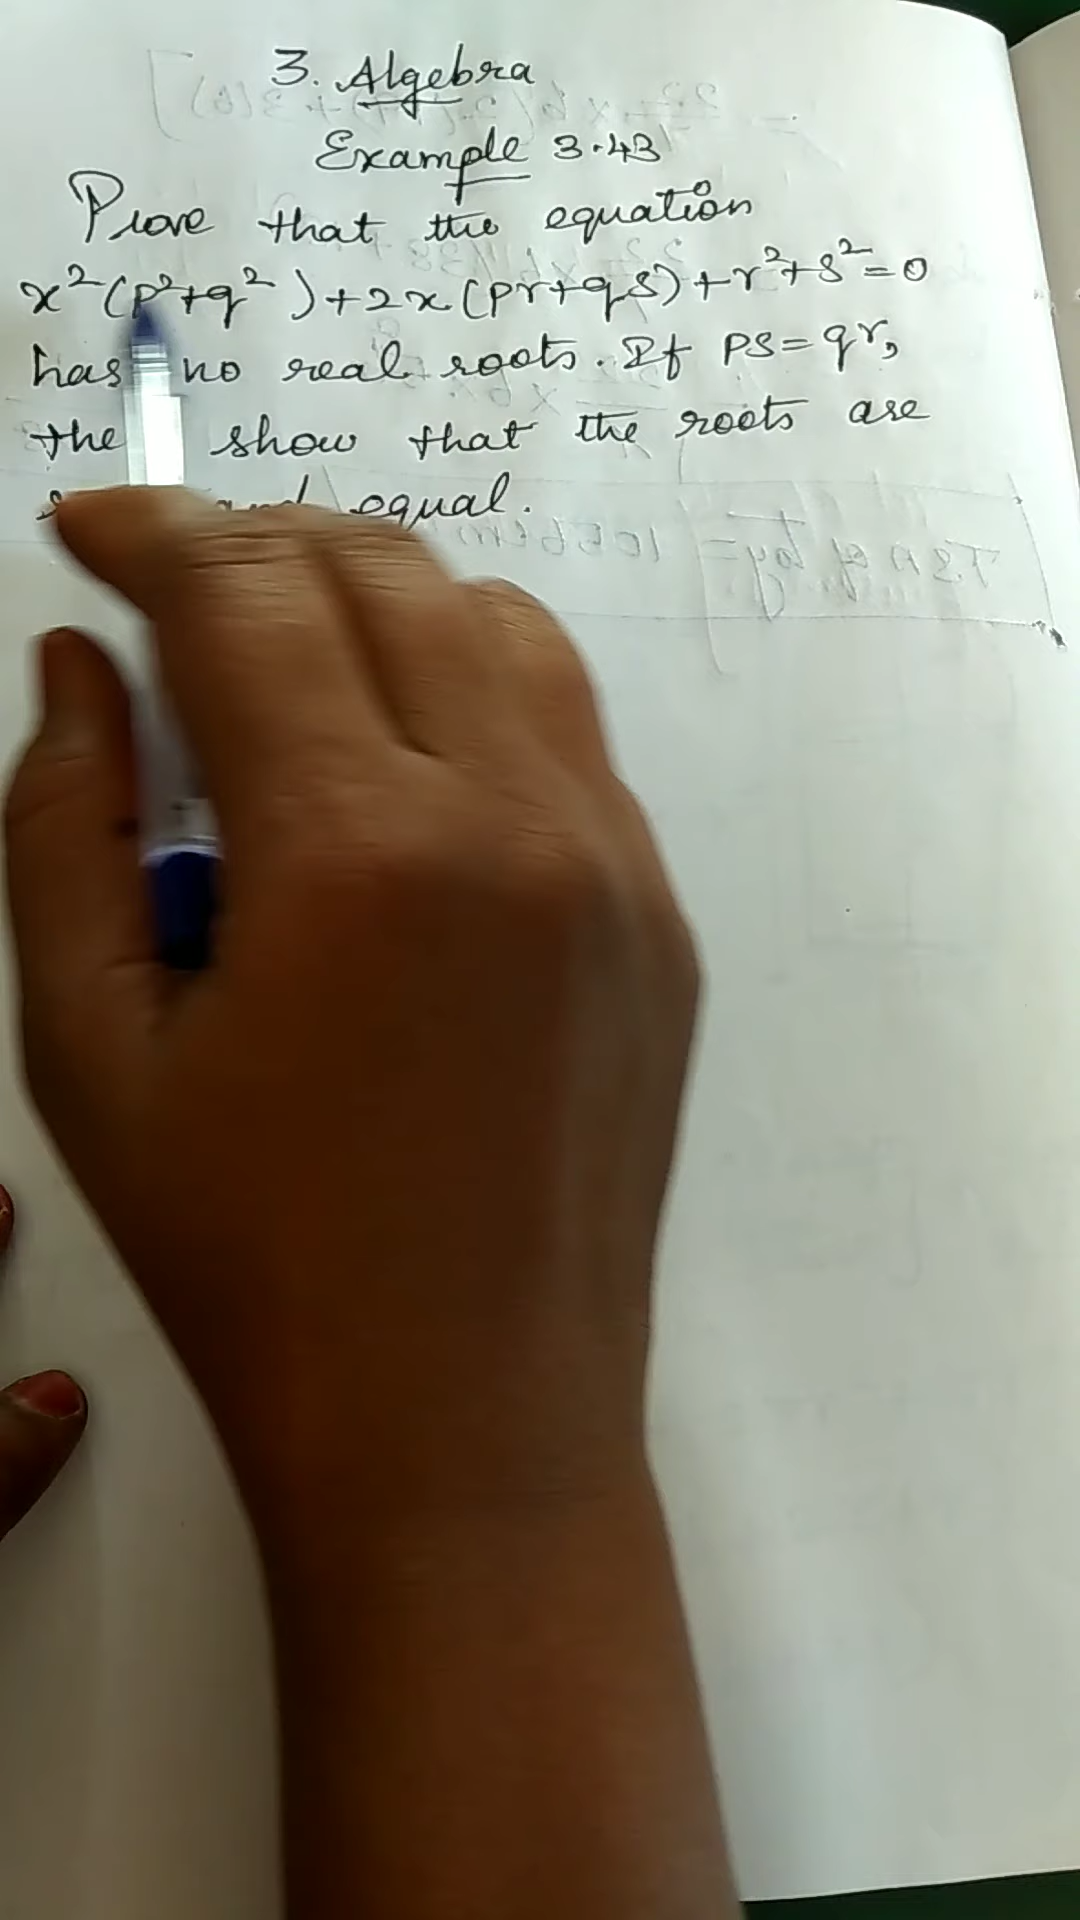 3. Algebra
Example 3.43
Prove that the equation
x²(p²+q²)+2x(pr+qs)+r²+s²=0
has no real roots. If ps=qr,
the show that the roots are
and equal.